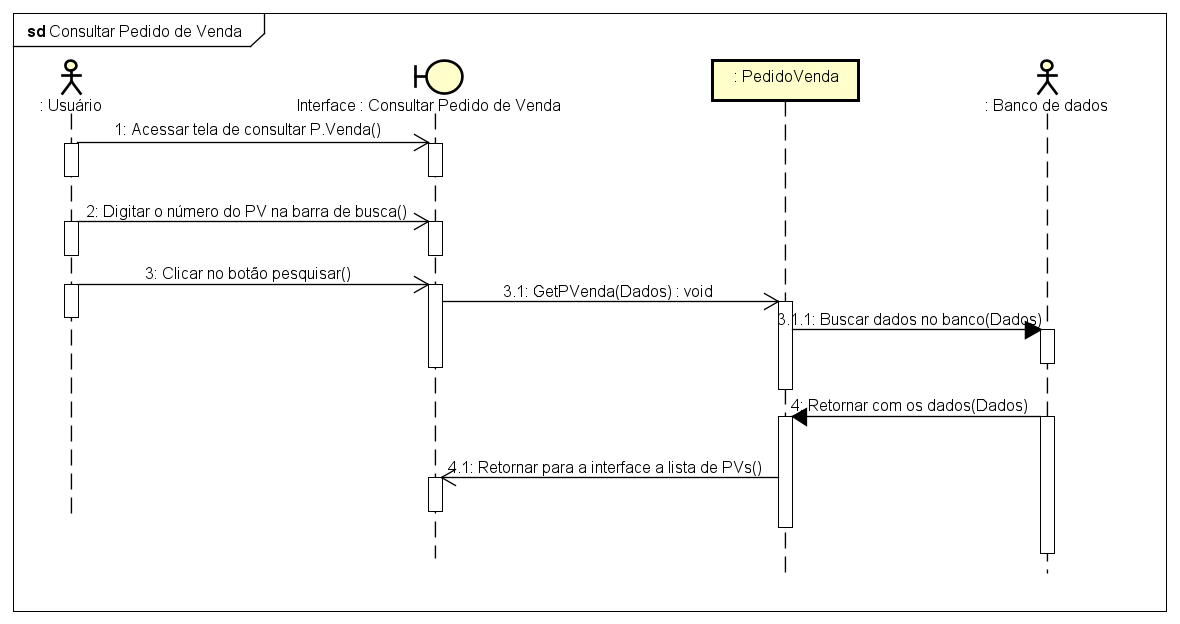 sd Consultar Pedido de Venda
: Usuário
Interface : Consultar Pedido de Venda
: PedidoVenda
: Banco de dados
1: Acessar tela de consultar P.Venda()
2: Digitar o número do PV na barra de busca()
3: Clicar no botão pesquisar()
3.1: GetPVenda(Dados) : void
3.1.1: Buscar dados no banco(Dados)
4: Retornar com os dados(Dados)
4.1: Retornar para a interface a lista de PVs()